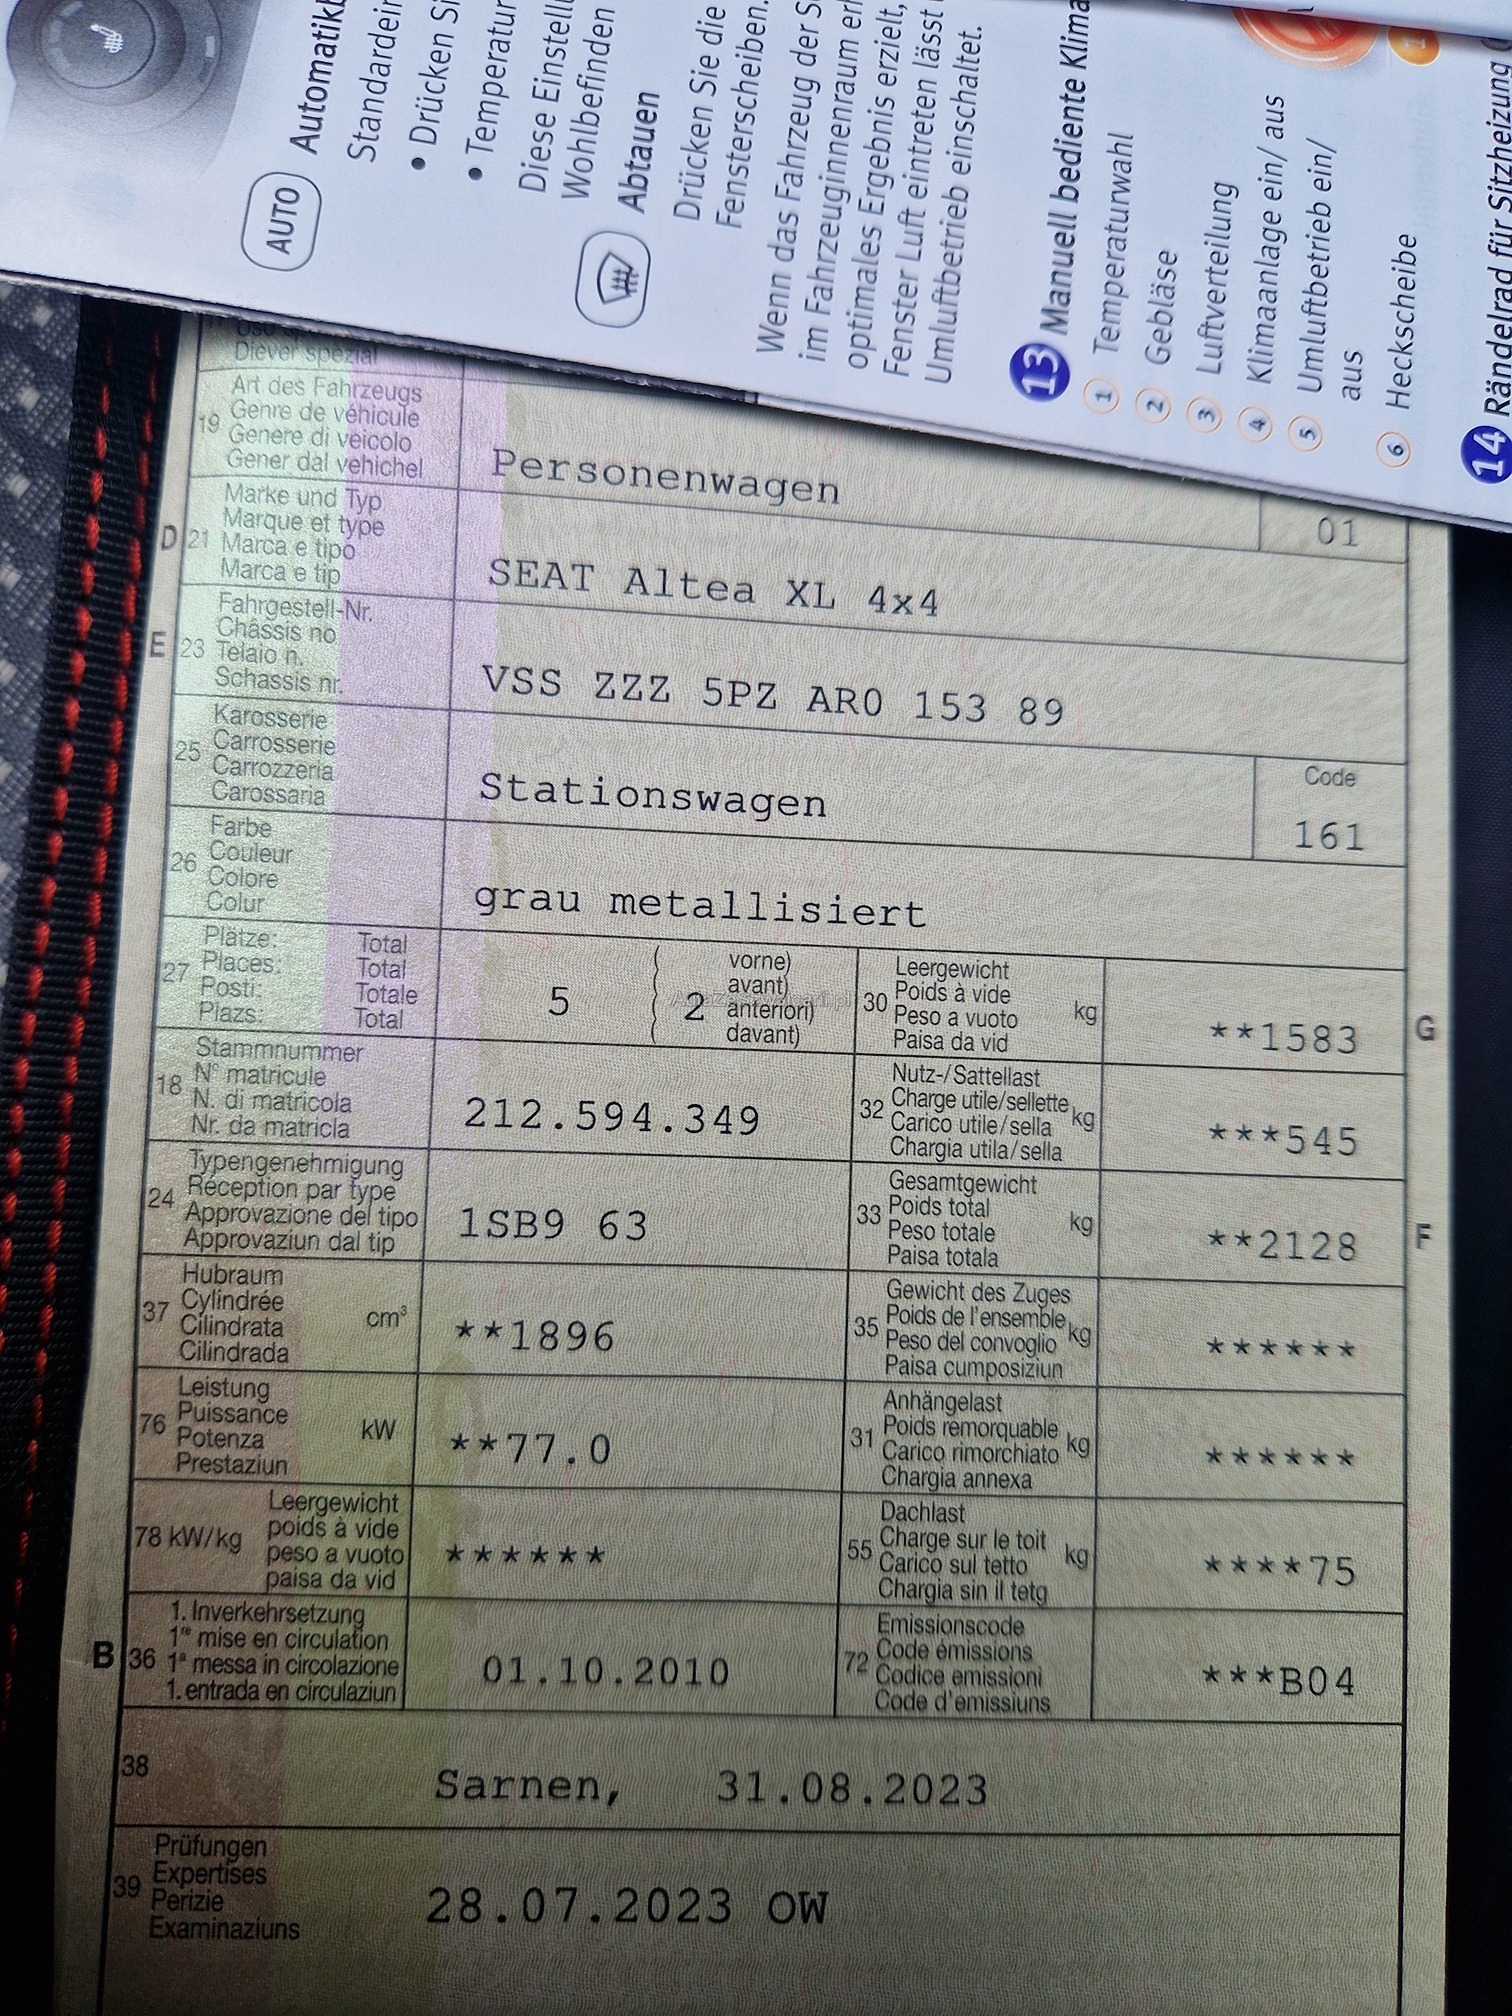 AUTO
Automatik
Standardein
• Drücken Si
• Temperatur
Diese Einstell
Wohlbefinden
Abtauen
Drücken Sie die
Fensterscheiben.
Wenn das Fahrzeug der S
im Fahrzeuginnenraum er
optimales Ergebnis erzielt,
Fenster Luft eintreten lässt
Umluftbetrieb einschaltet.
13 Manuell bediente Klima
1 Temperaturwahl
2 Gebläse
3 Luftverteilung
4 Klimaanlage ein/ aus
5 Umluftbetrieb ein/
aus
6 Heckscheibe
14 Rändelrad für Sitzheizung
Diever spezial
19
Art des Fahrzeugs
Genre de véhicule
Genere di veicolo
Gener dal vehichel
Personenwagen
01
D 21
Marke und Typ
Marque et type
Marca e tipo
Marca e tip
SEAT Altea XL 4x4
E 23
Fahrgestell-Nr.
Châssis no
Telaio n.
Schassis nr.
VSS ZZZ 5PZ AR0 153 89
25
Karosserie
Carrosserie
Carrozzeria
Carossaria
Stationswagen
Code
161
26
Farbe
Couleur
Colore
Colur
grau metallisiert
27
Plätze: Total
Places: Total
Posti: Totale
Plazs: Total
5
2
vorne)
avant)
anteriori)
davant)
30
Leergewicht
Poids à vide
Peso a vuoto
Paisa da vid
kg
**1583
G
18
Stammnummer
N° matricule
N. di matricola
Nr. da matricla
212.594.349
32
Nutz-/Sattellast
Charge utile/sellette
Carico utile/sella
Chargia utila/sella
kg
***545
24
Typengenehmigung
Réception par type
Approvazione del tipo
Approvaziun dal tip
1SB9 63
33
Gesamtgewicht
Poids total
Peso totale
Paisa totala
kg
**2128
F
37
Hubraum
Cylindrée
Cilindrata
Cilindrada
cm³
**1896
35
Gewicht des Zuges
Poids de l'ensemble
Peso del convoglio
Paisa cumposiziun
kg
******
76
Leistung
Puissance
Potenza
Prestaziun
kW
**77.0
31
Anhängelast
Poids remorquable
Carico rimorchiato
Chargia annexa
kg
******
78 kW/kg
Leergewicht
poids à vide
peso a vuoto
paisa da vid
******
55
Dachlast
Charge sur le toit
Carico sul tetto
Chargia sin il tetg
kg
****75
B 36
1. Inverkehrsetzung
1re mise en circulation
1a messa in circolazione
1. entrada en circulaziun
01.10.2010
72
Emissionscode
Code émissions
Codice emissioni
Code d'emissiuns
***B04
38
Sarnen, 31.08.2023
39
Prüfungen
Expertises
Perizie
Examinaziuns
28.07.2023 OW